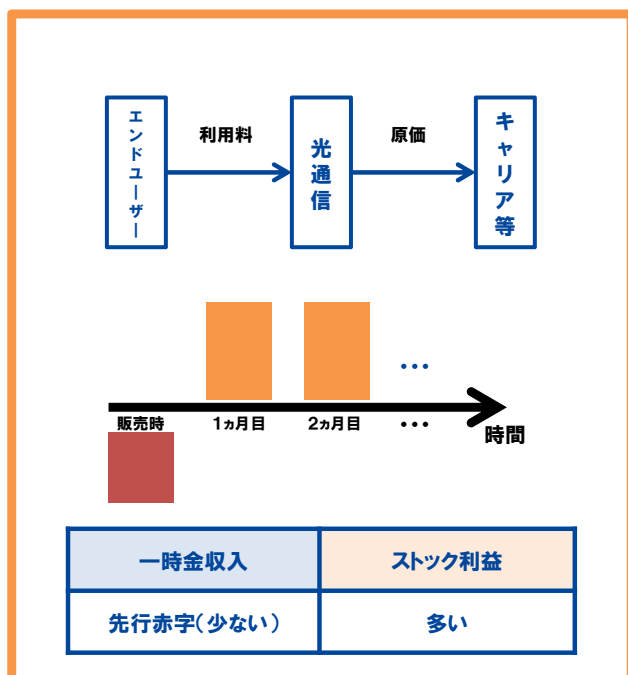 エンドユーザー
利用料
光通信
原価
キャリア等
…
販売時
1ヵ月目
2ヵ月目
…
時間
一時金収入
ストック利益
先行赤字(少ない)
多い